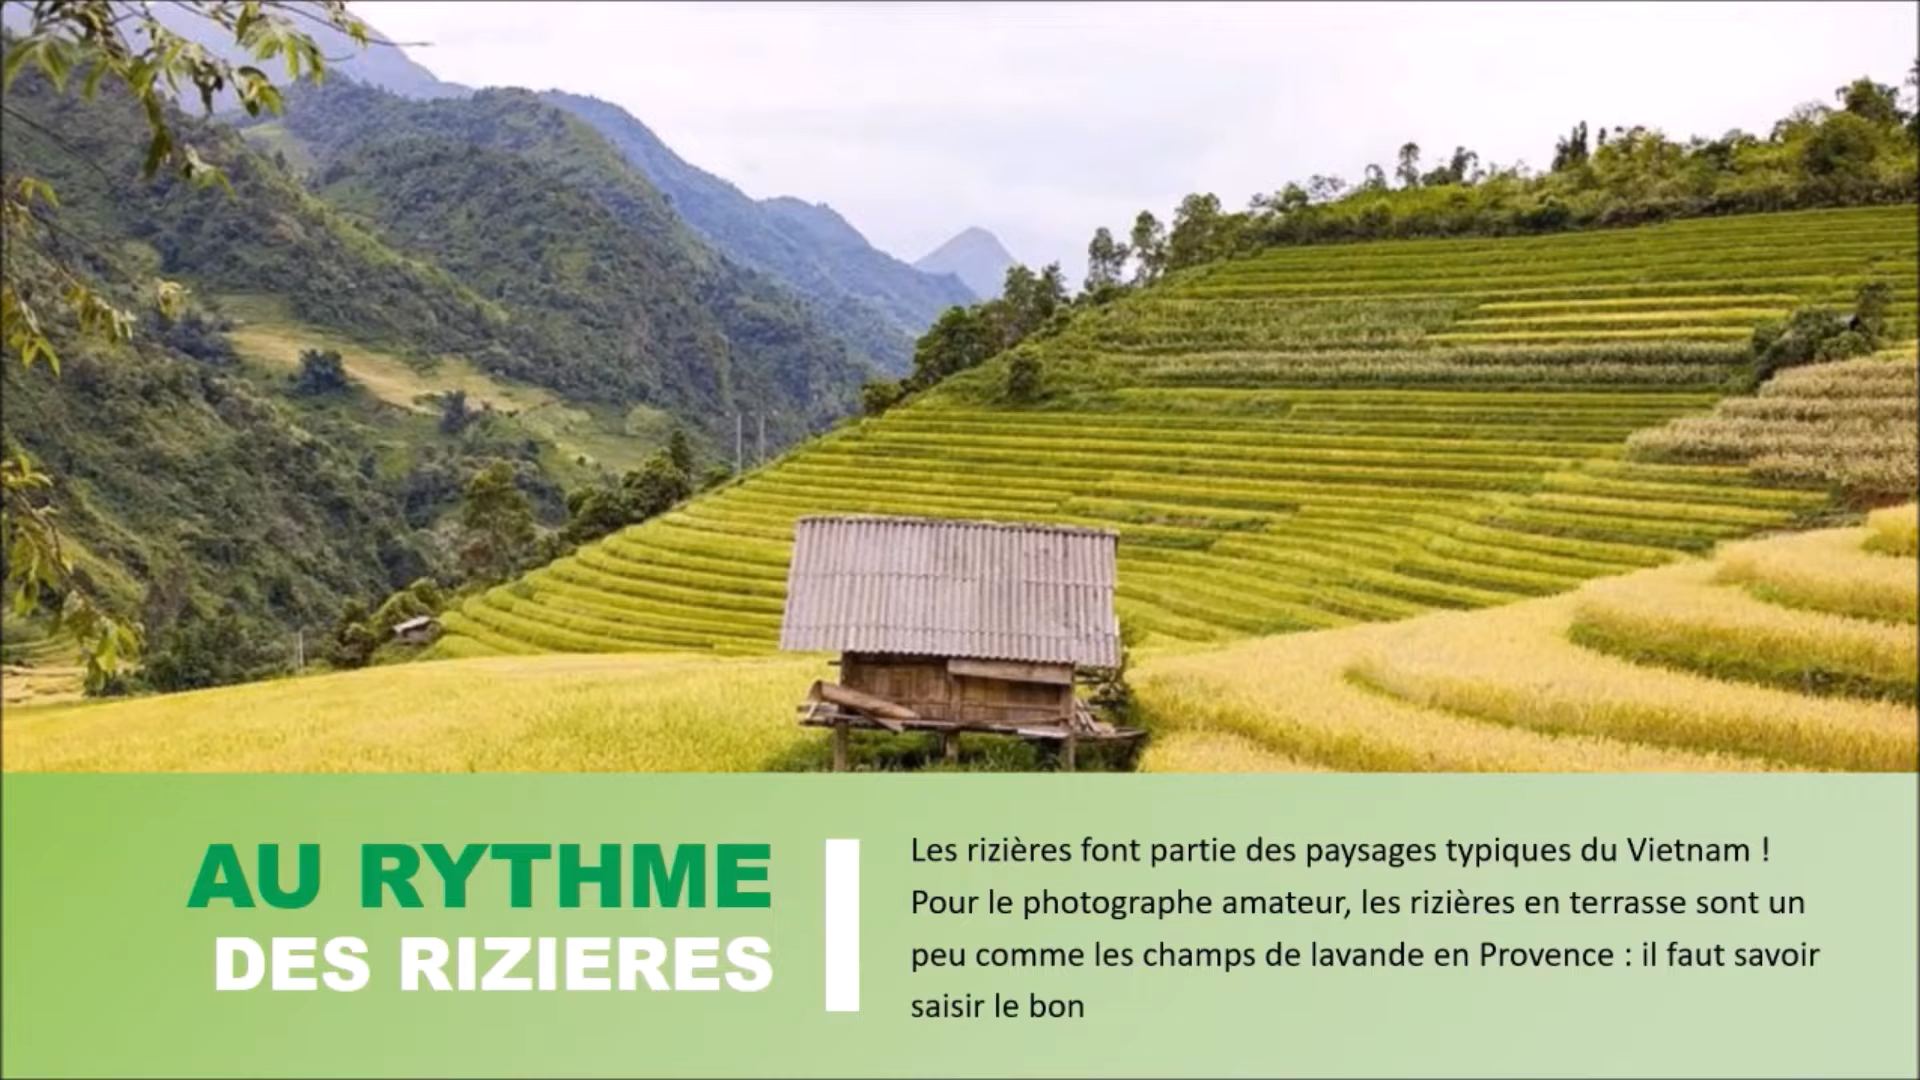 AU RYTHME
DES RIZIERES
Les rizières font partie des paysages typiques du Vietnam !
Pour le photographe amateur, les rizières en terrasse sont un
peu comme les champs de lavande en Provence : il faut savoir
saisir le bon